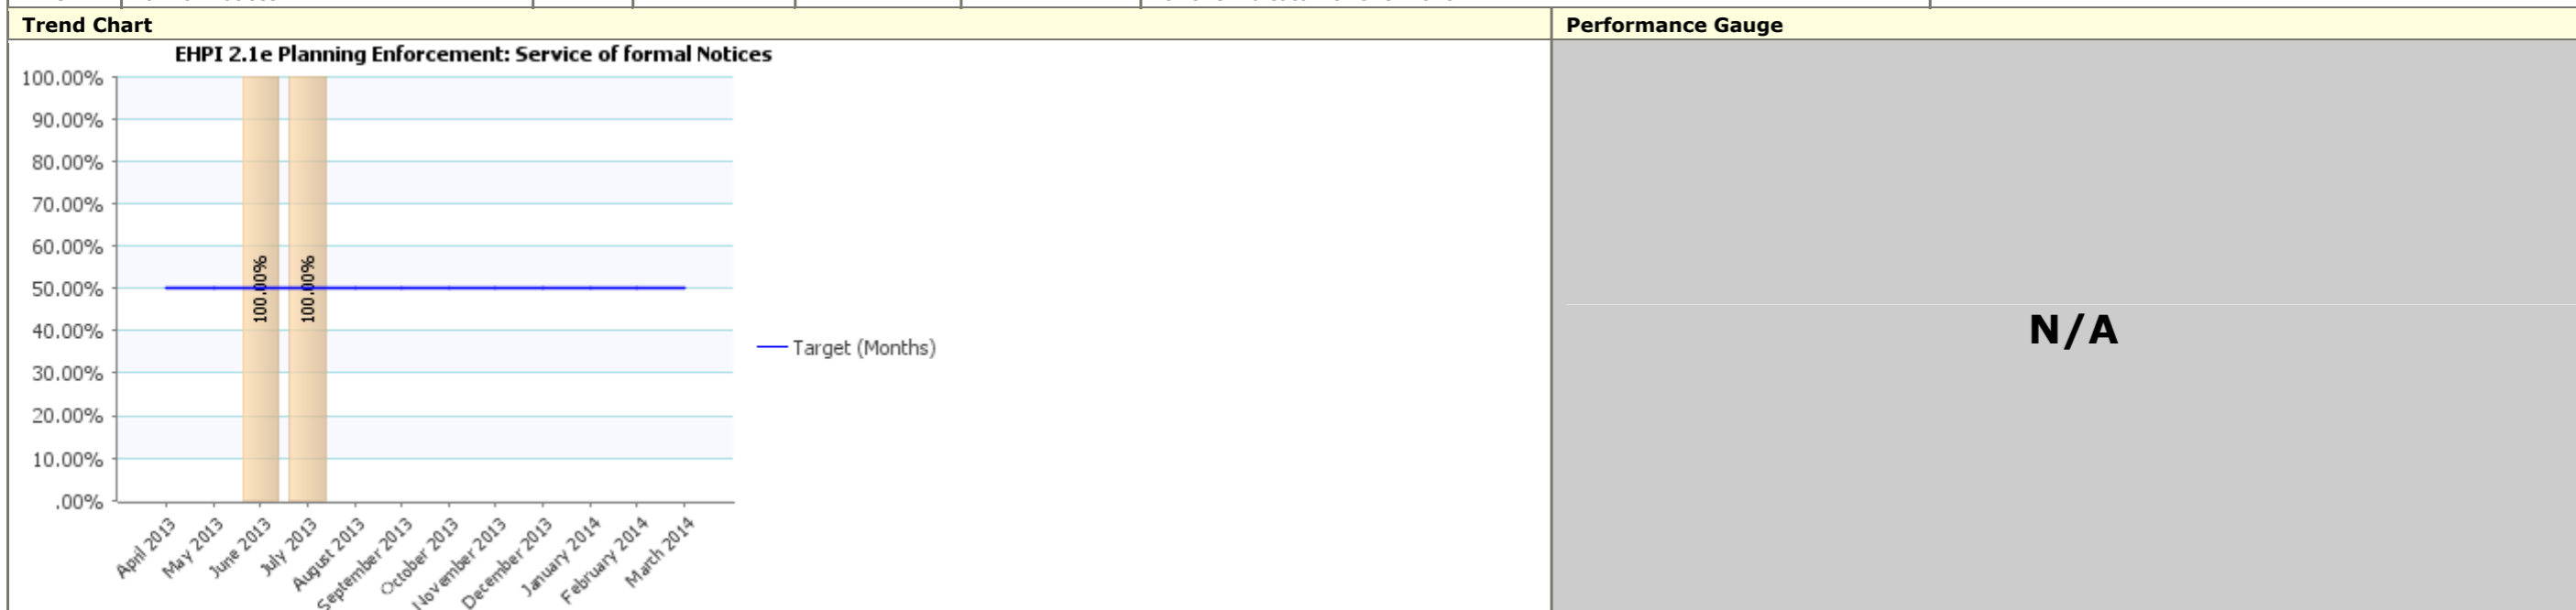 Trend Chart
Performance Gauge
EHPI 2.1e Planning Enforcement: Service of formal Notices
100.00%
90.00%
80.00%
70.00%
60.00%
50.00%
40.00%
30.00%
20.00%
10.00%
.00%
100.00%
100.00%
Target (Months)
April 2013
May 2013
June 2013
July 2013
August 2013
September 2013
October 2013
November 2013
December 2013
January 2014
February 2014
March 2014
N/A